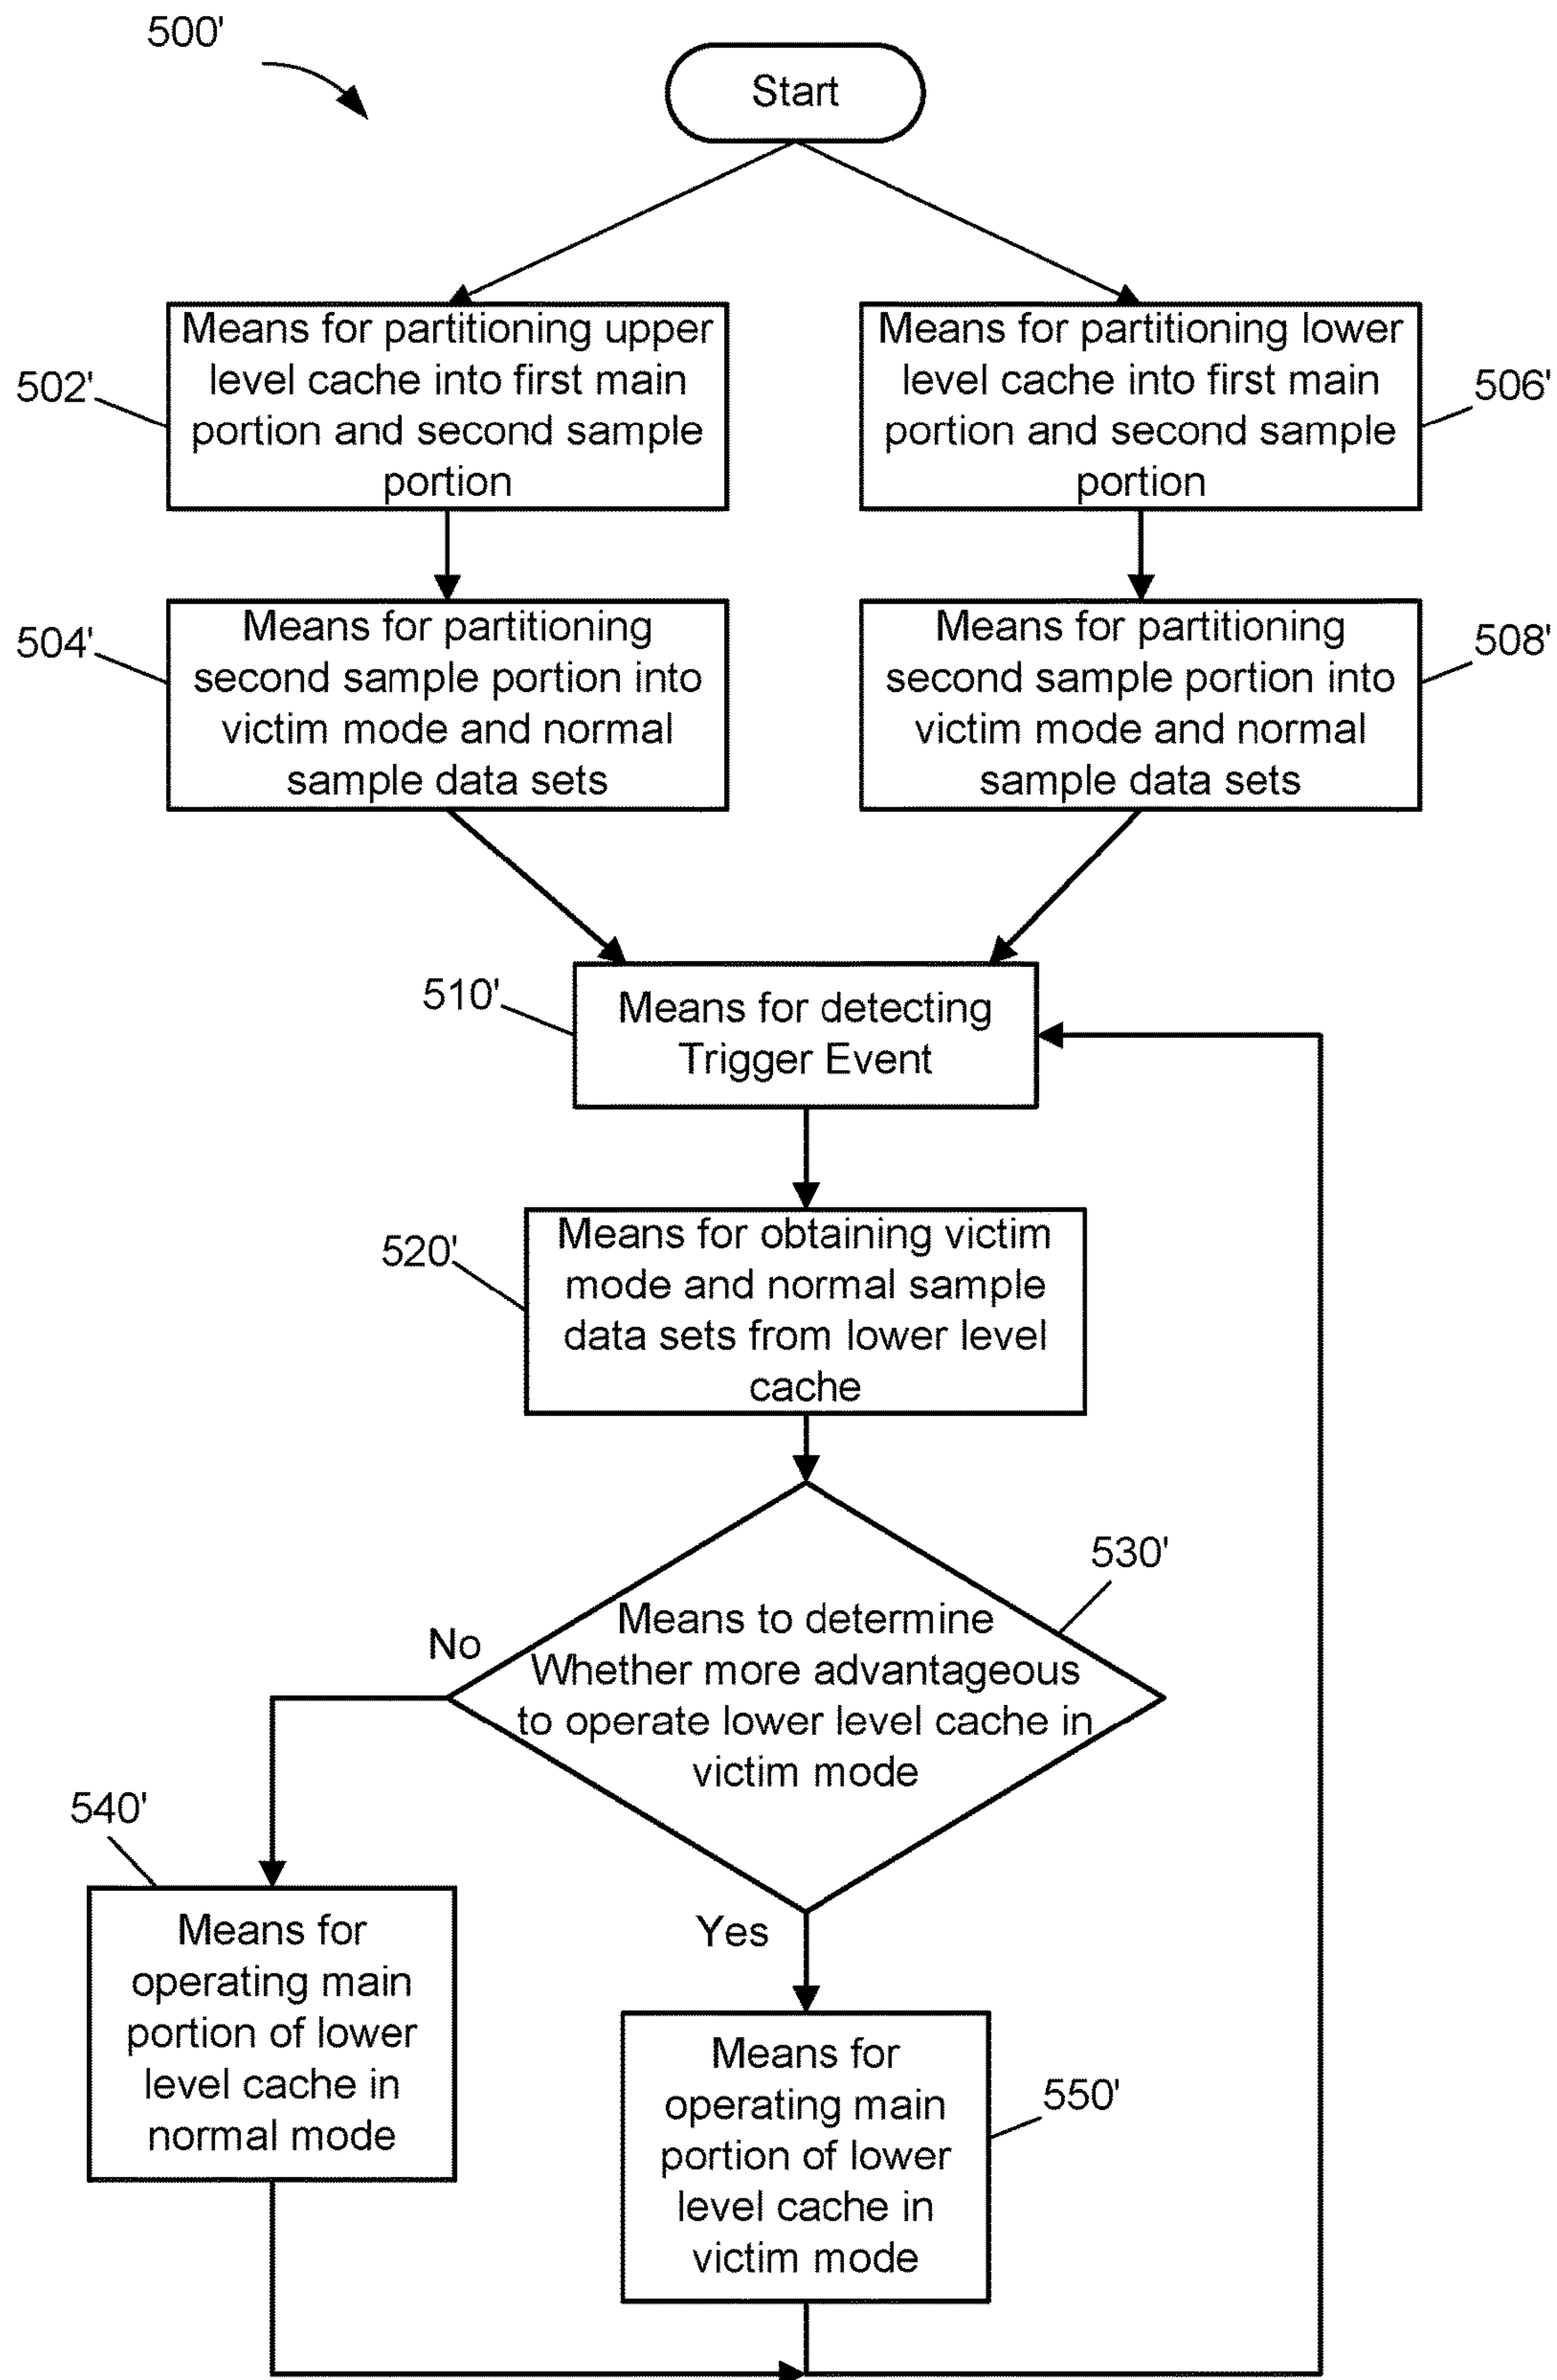 500'
Start
Means for partitioning upper
level cache into first main
portion and second sample
portion
502'
Means for partitioning lower
level cache into first main
portion and second sample
portion
506'
Means for partitioning
second sample portion into
victim mode and normal
sample data sets
504'
Means for partitioning
second sample portion into
victim mode and normal
sample data sets
508'
510'
Means for detecting
Trigger Event
520'
Means for obtaining victim
mode and normal sample
data sets from lower level
cache
530'
Means to determine
Whether more advantageous
to operate lower level cache in
victim mode
No
Yes
540'
Means for
operating main
portion of lower
level cache in
normal mode
Means for
operating main
portion of lower
level cache in
victim mode
550'